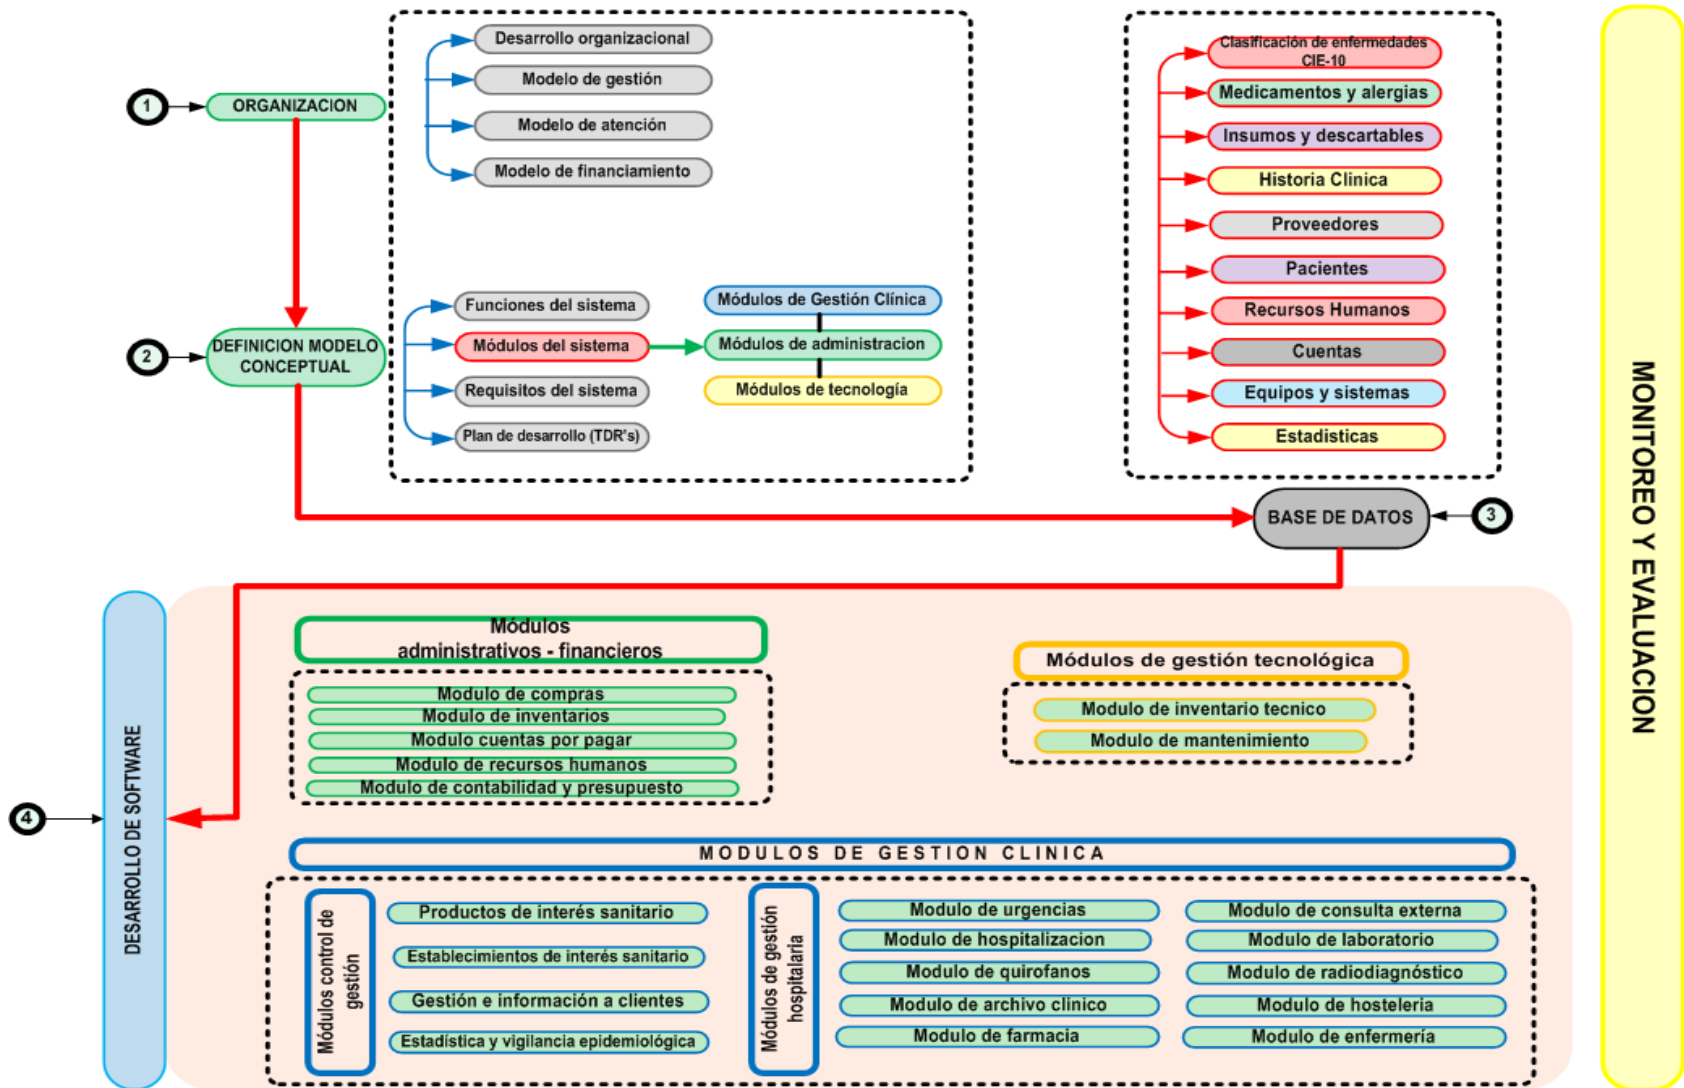 1
ORGANIZACION
Desarrollo organizacional
Modelo de gestión
Modelo de atención
Modelo de financiamiento
2
DEFINICION MODELO
CONCEPTUAL
Funciones del sistema
Módulos del sistema
Requisitos del sistema
Plan de desarrollo (TDR's)
Módulos de Gestión Clínica
Módulos de administracion
Módulos de tecnología
Clasificación de enfermedades
CIE-10
Medicamentos y alergias
Insumos y descartables
Historia Clinica
Proveedores
Pacientes
Recursos Humanos
Cuentas
Equipos y sistemas
Estadisticas
BASE DE DATOS
3
MONITOREO Y EVALUACION
4
DESARROLLO DE SOFTWARE
Módulos
administrativos - financieros
Modulo de compras
Modulo de inventarios
Modulo cuentas por pagar
Modulo de recursos humanos
Modulo de contabilidad y presupuesto
Módulos de gestión tecnológica
Modulo de inventario tecnico
Modulo de mantenimiento
MODULOS DE GESTION CLINICA
Módulos control de
gestión
Productos de interés sanitario
Establecimientos de interés sanitario
Gestión e información a clientes
Estadística y vigilancia epidemiológica
Módulos de gestión
hospitalaria
Modulo de urgencias
Modulo de hospitalizacion
Modulo de quirofanos
Modulo de archivo clinico
Modulo de farmacia
Modulo de consulta externa
Modulo de laboratorio
Modulo de radiodiagnóstico
Modulo de hosteleria
Modulo de enfermería